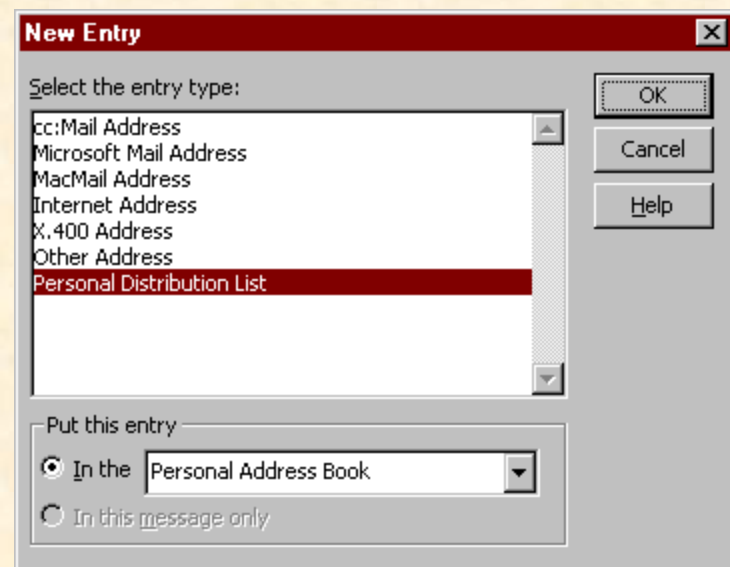 New Entry
Select the entry type:
OK
cc:Mail Address
Microsoft Mail Address
Cancel
MacMail Address
Internet Address
Help
X.400 Address
Other Address
Personal Distribution List
Put this entry
In the Personal Address Book
In this message only